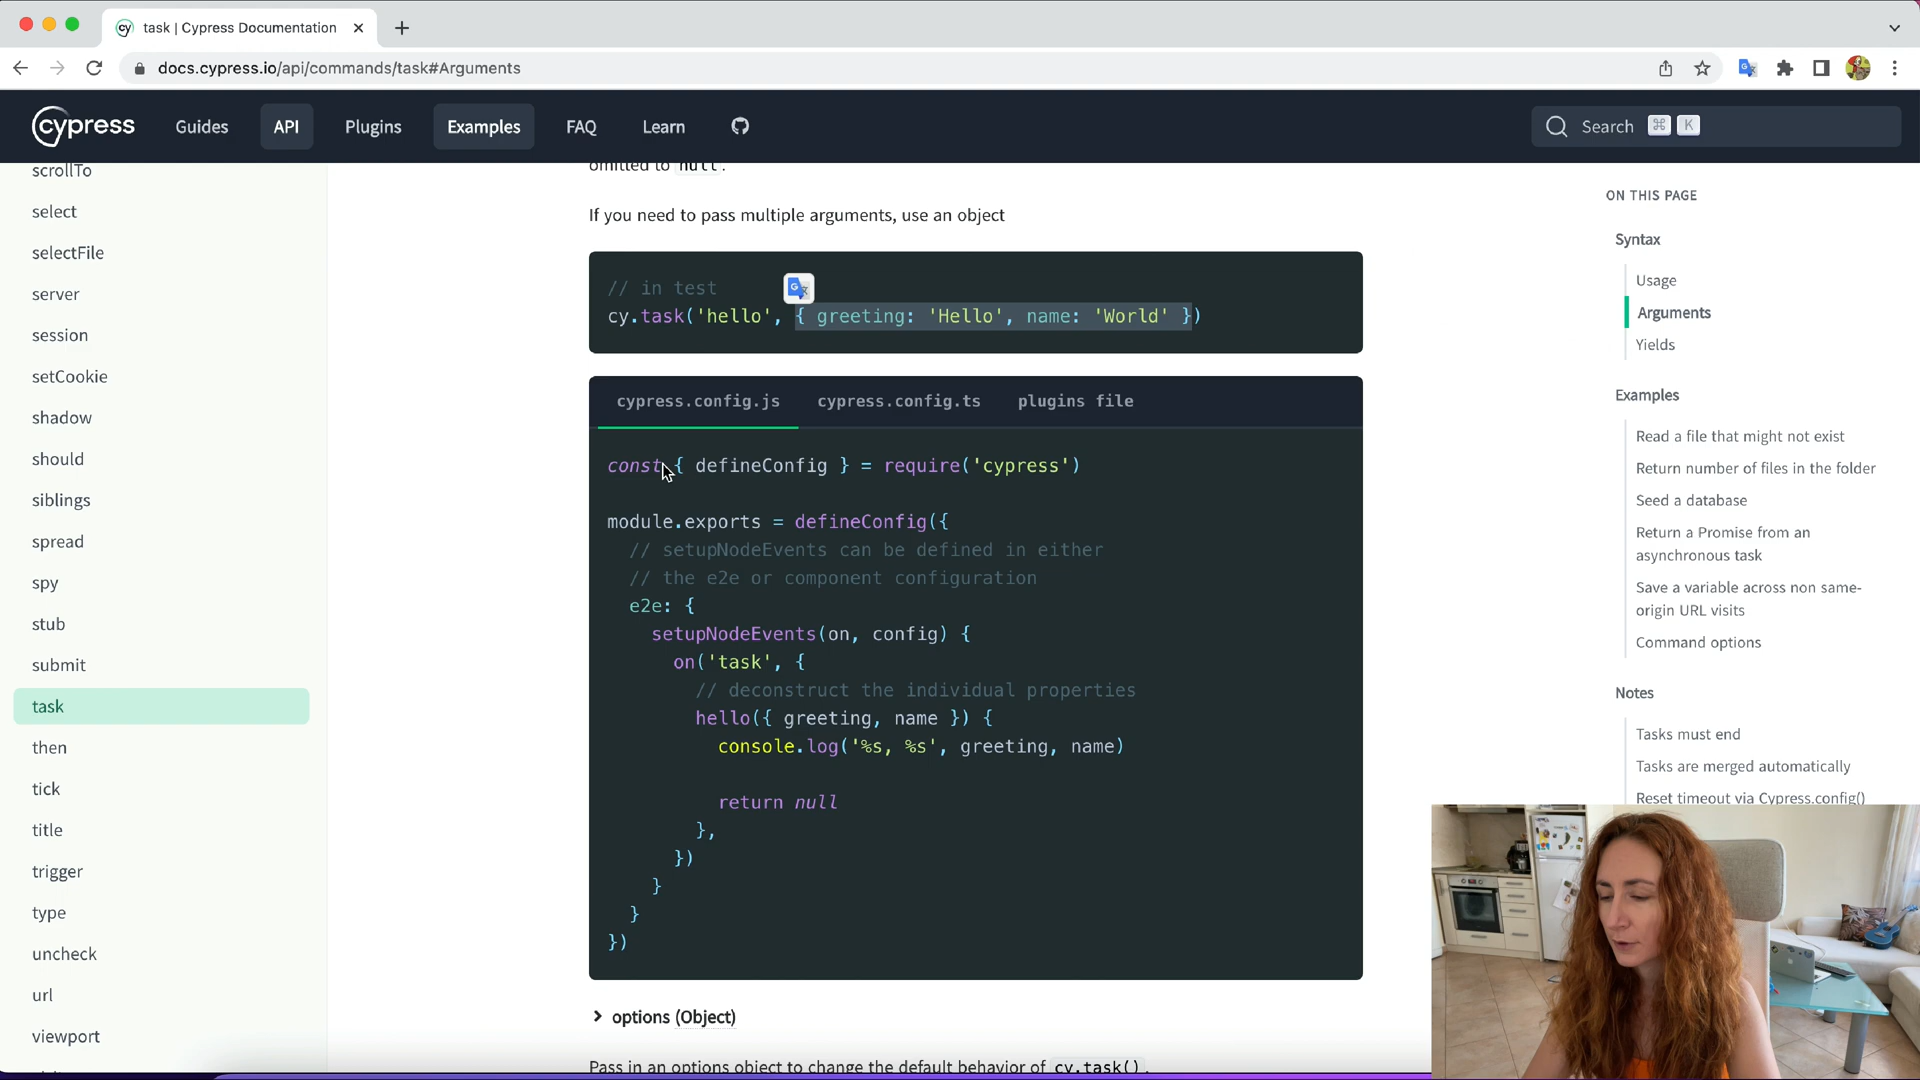 cy task | Cypress Documentation
docs.cypress.io/api/commands/task#Arguments
cypress
Guides
API
Plugins
Examples
FAQ
Learn
Search ⌘ K
scrollTo
select
selectFile
server
session
setCookie
shadow
should
siblings
spread
spy
stub
submit
task
then
tick
title
trigger
type
uncheck
url
viewport
omitted to null.
If you need to pass multiple arguments, use an object
// in test
cy.task('hello', { greeting: 'Hello', name: 'World' })
cypress.config.js
cypress.config.ts
plugins file
const { defineConfig } = require('cypress')
module.exports = defineConfig({
// setupNodeEvents can be defined in either
// the e2e or component configuration
e2e: {
setupNodeEvents(on, config) {
on('task', {
// deconstruct the individual properties
hello({ greeting, name }) {
console.log('%s, %s', greeting, name)
return null
},
})
}
}
})
options (Object)
Pass in an options object to change the default behavior of cy.task().
ON THIS PAGE
Syntax
Usage
Arguments
Yields
Examples
Read a file that might not exist
Return number of files in the folder
Seed a database
Return a Promise from an
asynchronous task
Save a variable across non same-
origin URL visits
Command options
Notes
Tasks must end
Tasks are merged automatically
Reset timeout via Cypress.config()